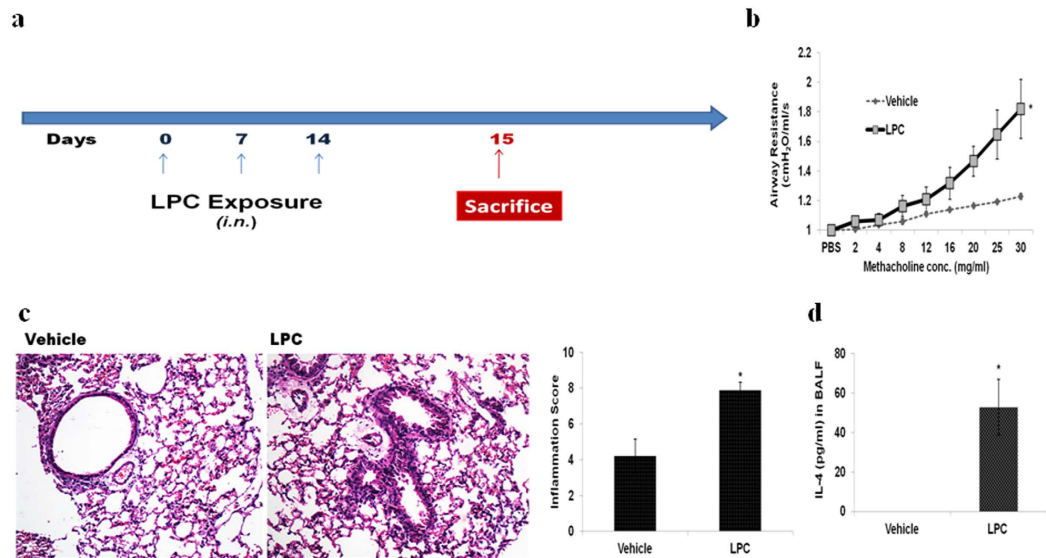 a
Days 0 7 14 15
LPC Exposure
(i.n.)
Sacrifice
b
Airway Resistance
(cmH2O/ml/s)
2.2
2
1.8
1.6
1.4
1.2
1
Vehicle
LPC
*
PBS 2 4 8 12 16 20 25 30
Methacholine conc. (mg/ml)
c
Vehicle
LPC
Inflammation Score
10
8
6
4
2
0
*
Vehicle LPC
d
IL-4 (pg/ml) in BALF
80
60
40
20
0
*
Vehicle LPC